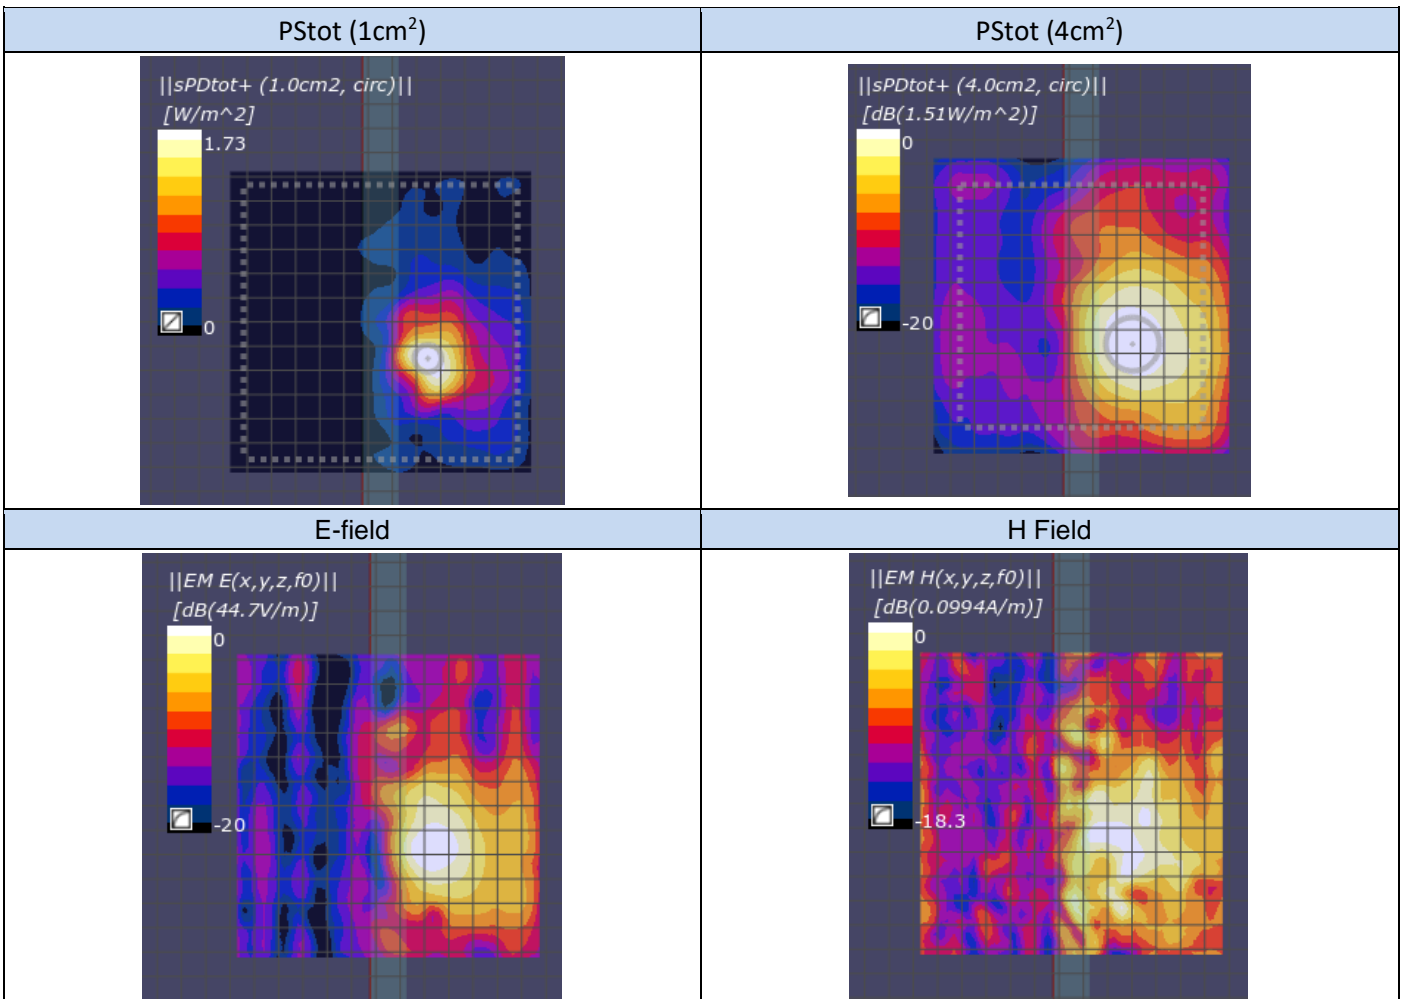 PStot (1cm²)
PStot (4cm²)
||sPDtot+ (1.0cm2, circ)||
[W/m^2]
1.73
0
||sPDtot+ (4.0cm2, circ)||
[dB(1.51W/m^2)]
0
-20
E-field
H Field
||EM E(x,y,z,f0)||
[dB(44.7V/m)]
0
-20
||EM H(x,y,z,f0)||
[dB(0.0994A/m)]
0
-18.3